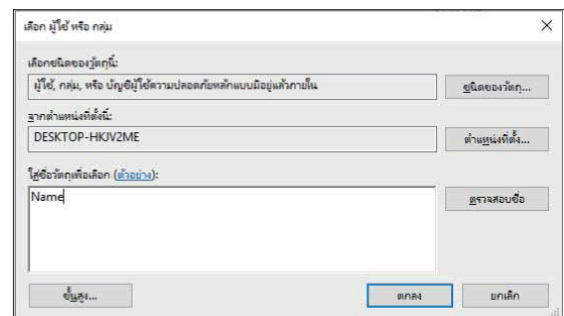 เลือก ผู้ใช้ หรือ กลุ่ม
เลือกชนิดของวัตถุนี้:
ผู้ใช้, กลุ่ม, หรือ บัญชีผู้ใช้ความปลอดภัยหลักแบบมีอยู่แล้วภายใน
ชนิดของวัตถุ...
จากตำแหน่งที่ตั้งนี้:
DESKTOP-HKJV2ME
ตำแหน่งที่ตั้ง...
ใส่ชื่อวัตถุเพื่อเลือก (ตัวอย่าง):
Name
ตรวจสอบชื่อ
ขั้นสูง...
ตกลง
ยกเลิก